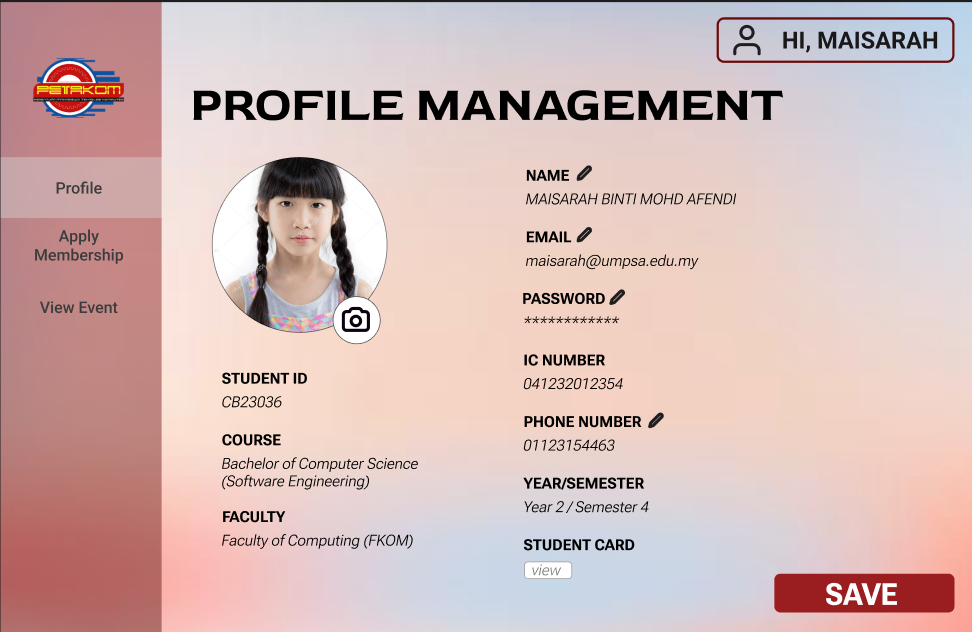 HI, MAISARAH
PETAKOM
PROFILE MANAGEMENT
Profile
Apply
Membership
View Event
STUDENT ID
CB23036
COURSE
Bachelor of Computer Science
(Software Engineering)
FACULTY
Faculty of Computing (FKOM)
NAME
MAISARAH BINTI MOHD AFENDI
EMAIL
maisarah@umpsa.edu.my
PASSWORD
************
IC NUMBER
041232012354
PHONE NUMBER
01123154463
YEAR/SEMESTER
Year 2 / Semester 4
STUDENT CARD
view
SAVE